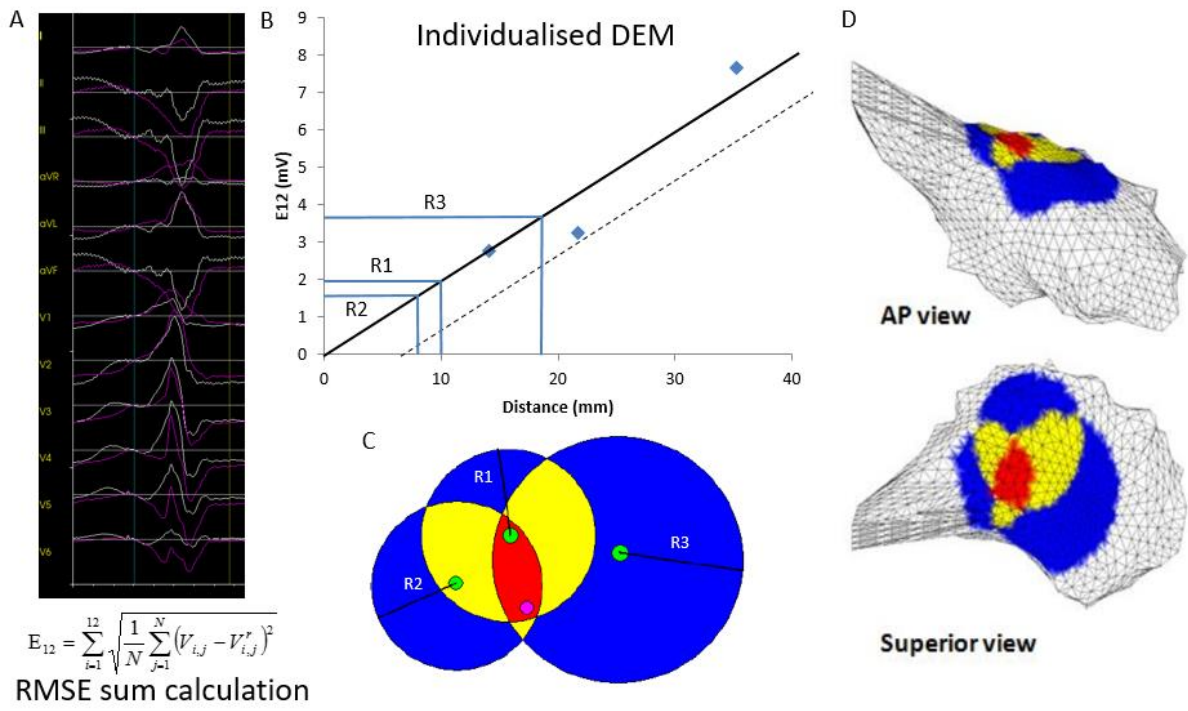 A
I
II
III
aVR
aVL
aVF
V1
V2
V3
V4
V5
V6
E₁₂ = ∑_{i=1}^{12} √(1/N ∑_{j=1}^{N} (V_{i,j} − V^r_{i,j})²)
RMSE sum calculation
B
Individualised DEM
E12 (mV)
9
8
7
6
5
4
3
2
1
0
R3
R1
R2
0 10 20 30 40
Distance (mm)
C
R1
R2
R3
D
AP view
Superior view